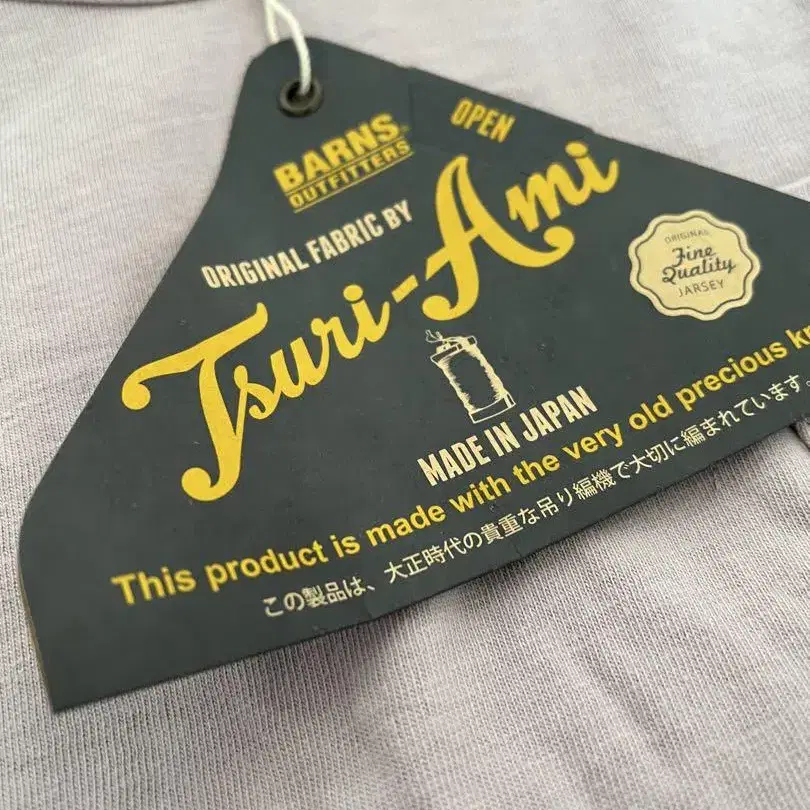 BARNS
OUTFITTERS
OPEN
ORIGINAL FABRIC BY
Tsuri-Ami
ORIGINAL
Fine
Quality
JARSEY
MADE IN JAPAN
This product is made with the very old precious
この製品は、大正時代の貴重な吊り編機で大切に編まれています。